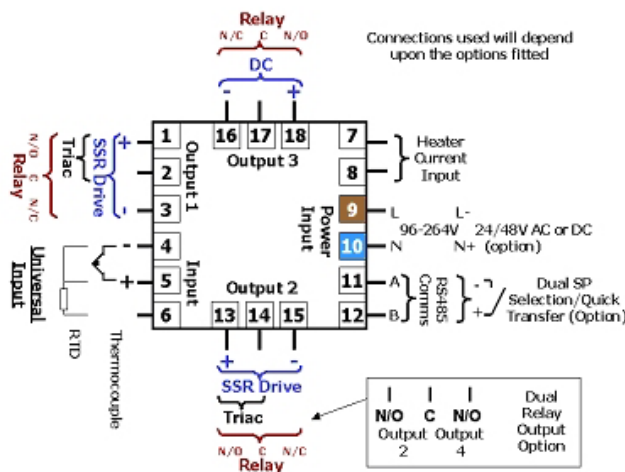 Relay
N/C C N/O
DC
- +
Connections used will depend
upon the options fitted
16 17 18
Output 3
1
2
3
Output 1
+
-
SSR Drive
Triac
N/O C N/C
Relay
4
5
6
Input
-
+
Universal
Input
RTD
Thermocouple
7
8
Heater
Current
Input
9
10
Power
Input
L L-
96-264V 24/48V AC or DC
N N+ (option)
11
12
A
B
RS485
Comms
-
+
Dual SP
Selection/Quick
Transfer (Option)
Output 2
13 14 15
+ -
SSR Drive
Triac
N/O C N/C
Relay
N/O C N/O
Output Output
2 4
Dual
Relay
Output
Option